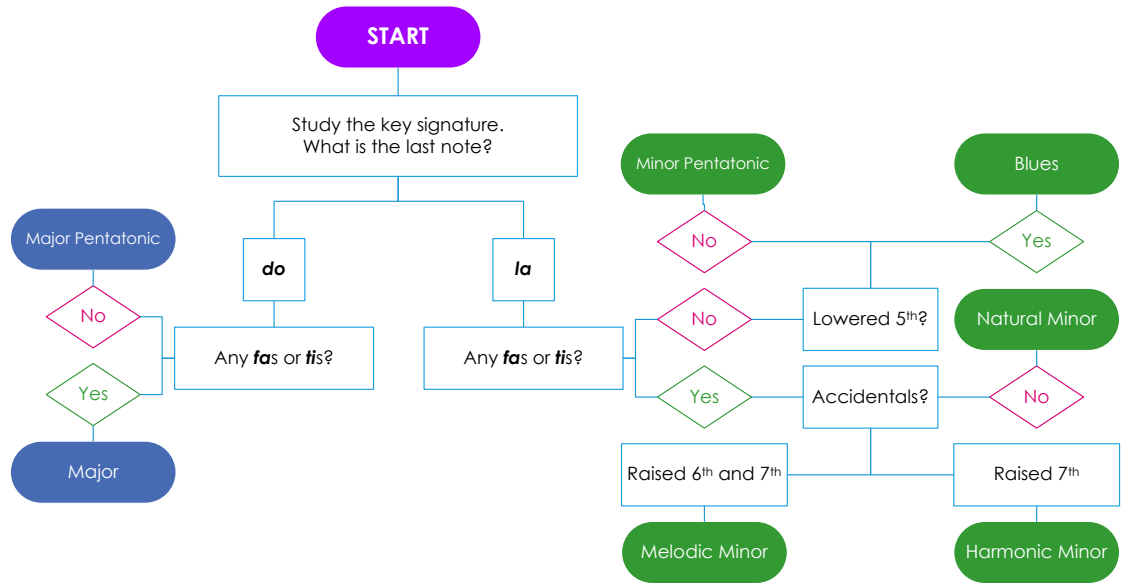 START
Study the key signature.
What is the last note?
do
la
Any fas or tis?
No
Major Pentatonic
Yes
Major
Any fas or tis?
No
Lowered 5th?
No
Minor Pentatonic
Yes
Blues
Yes
Accidentals?
No
Natural Minor
Raised 6th and 7th
Melodic Minor
Raised 7th
Harmonic Minor